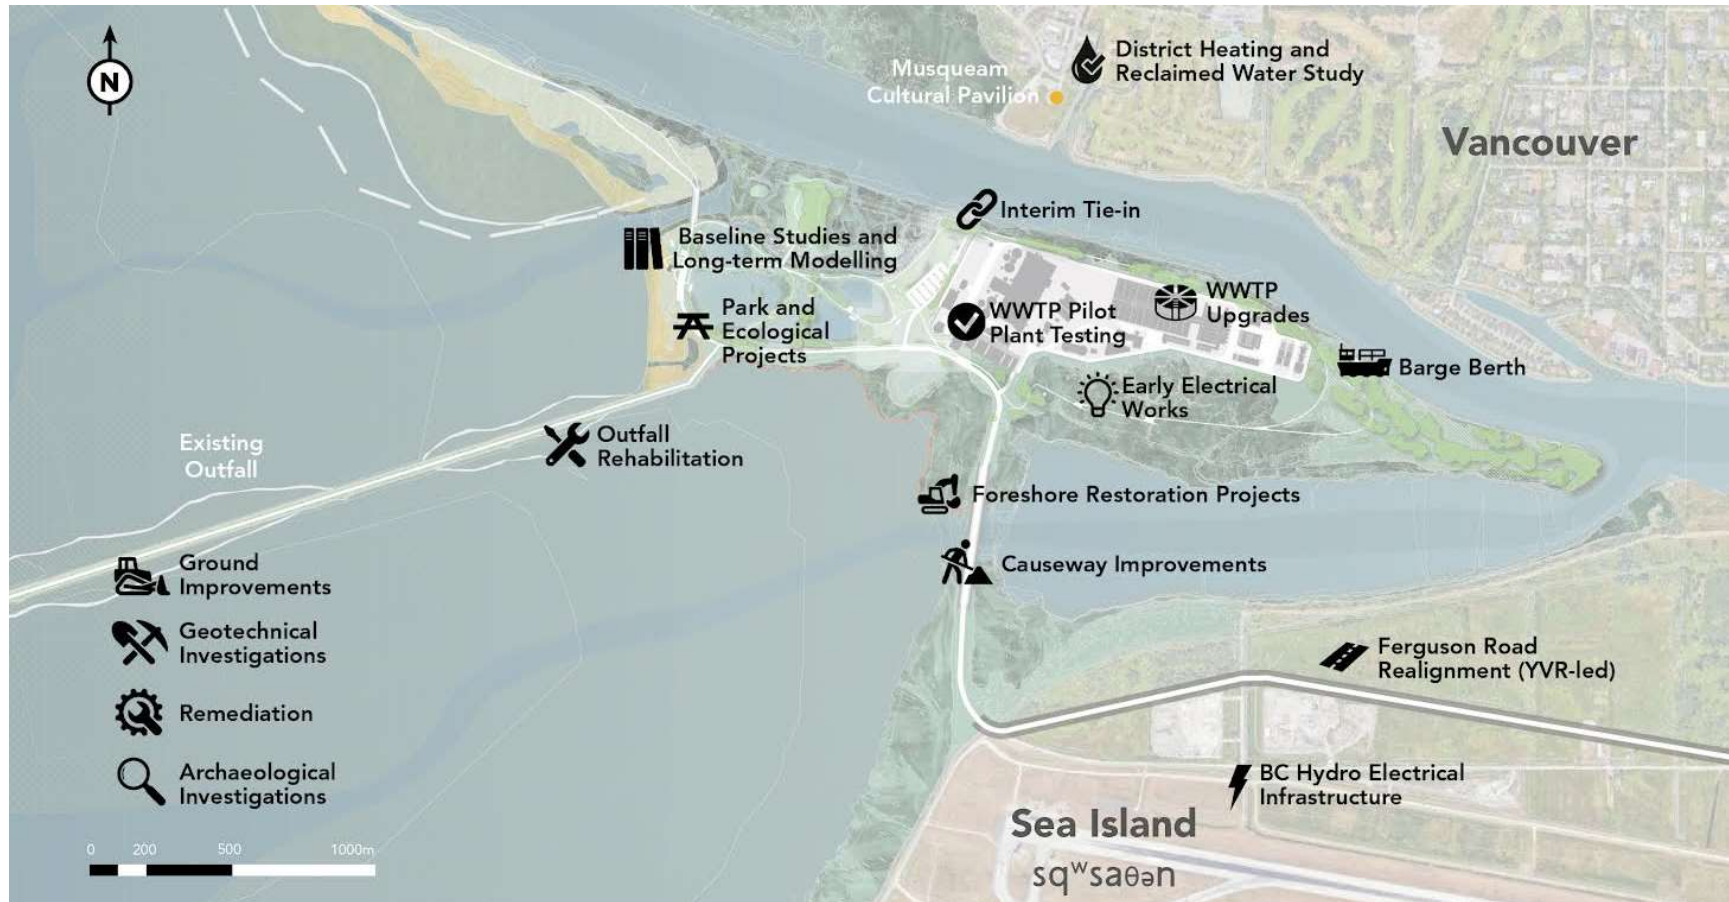 N
Musqueam
Cultural Pavilion
District Heating and
Reclaimed Water Study
Vancouver
Interim Tie-in
Baseline Studies and
Long-term Modelling
Park and
Ecological
Projects
WWTP Pilot
Plant Testing
WWTP
Upgrades
Barge Berth
Early Electrical
Works
Existing
Outfall
Outfall
Rehabilitation
Foreshore Restoration Projects
Causeway Improvements
Ground
Improvements
Geotechnical
Investigations
Remediation
Archaeological
Investigations
Ferguson Road
Realignment (YVR-led)
BC Hydro Electrical
Infrastructure
Sea Island
sqʷsaθən
0 200 500 1000m